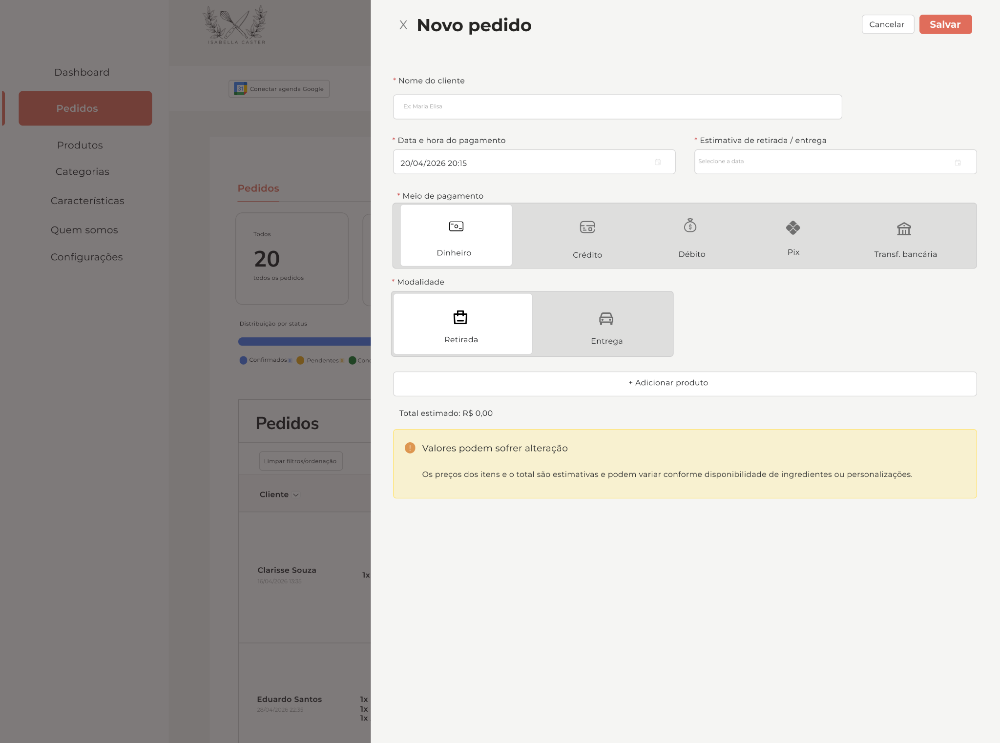 ISABELLA CASTER
Dashboard
Pedidos
Produtos
Categorias
Características
Quem somos
Configurações
31 Conectar agenda Google
Pedidos
Todos
20
todos os pedidos
Distribuição por status
Confirmados
Pendentes
Conc
Pedidos
Limpar filtros/ordenação
Cliente
Clarisse Souza
16/04/2026 13:35
1x
Eduardo Santos
28/04/2026 22:35
1x
1x
1x
X Novo pedido
Cancelar
Salvar
* Nome do cliente
Ex: Maria Elisa
* Data e hora do pagamento
20/04/2026 20:15
* Estimativa de retirada / entrega
Selecione a data
* Meio de pagamento
Dinheiro
Crédito
$
Débito
Pix
Transf. bancária
* Modalidade
Retirada
Entrega
+ Adicionar produto
Total estimado: R$ 0,00
! Valores podem sofrer alteração
Os preços dos itens e o total são estimativas e podem variar conforme disponibilidade de ingredientes ou personalizações.